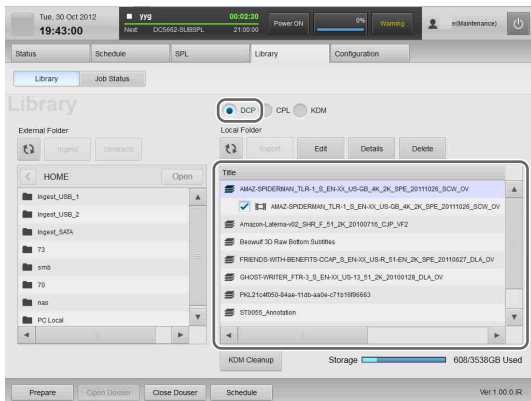 Tue, 30 Oct 2012
19:43:00
yyg 00:02:30
Next DC5662-SUBSPL 21:00:00
Power ON
0%
Warning
er(Maintenance)
Status Schedule SPL Library Configuration
Library Job Status
Library
DCP CPL KDM
External Folder
Ingest Unmount
HOME Open
Ingest_USB_1
Ingest_USB_2
Ingest_SATA
73
smb
70
nas
PC Local
Local Folder
Export Edit Details Delete
Title
AMAZ-SPIDERMAN_TLR-1_S_EN-XX_US-GB_4K_2K_SPE_20111026_SCW_OV
AMAZ-SPIDERMAN_TLR-1_S_EN-XX_US-GB_4K_2K_SPE_20111026_SCW_OV
Amazon-Laterna-v02_SHR_F_51_2K_20100716_CJP_VF2
Beowulf 3D Raw Bottom Subtitles
FRIENDS-WITH-BENEFITS-CCAP_S_EN-XX_US-R_51-EN_2K_SPE_20110627_DLA_OV
GHOST-WRITER_FTR-3_S_EN-XX_US-13_51_2K_20100128_DLA_OV
PKL21c4f050-84ae-11db-aa0e-c71b16f96663
ST0055_Annotation
KDM Cleanup Storage 608/3538GB Used
Prepare Open Douser Close Douser Schedule Ver.1.00.0.IR